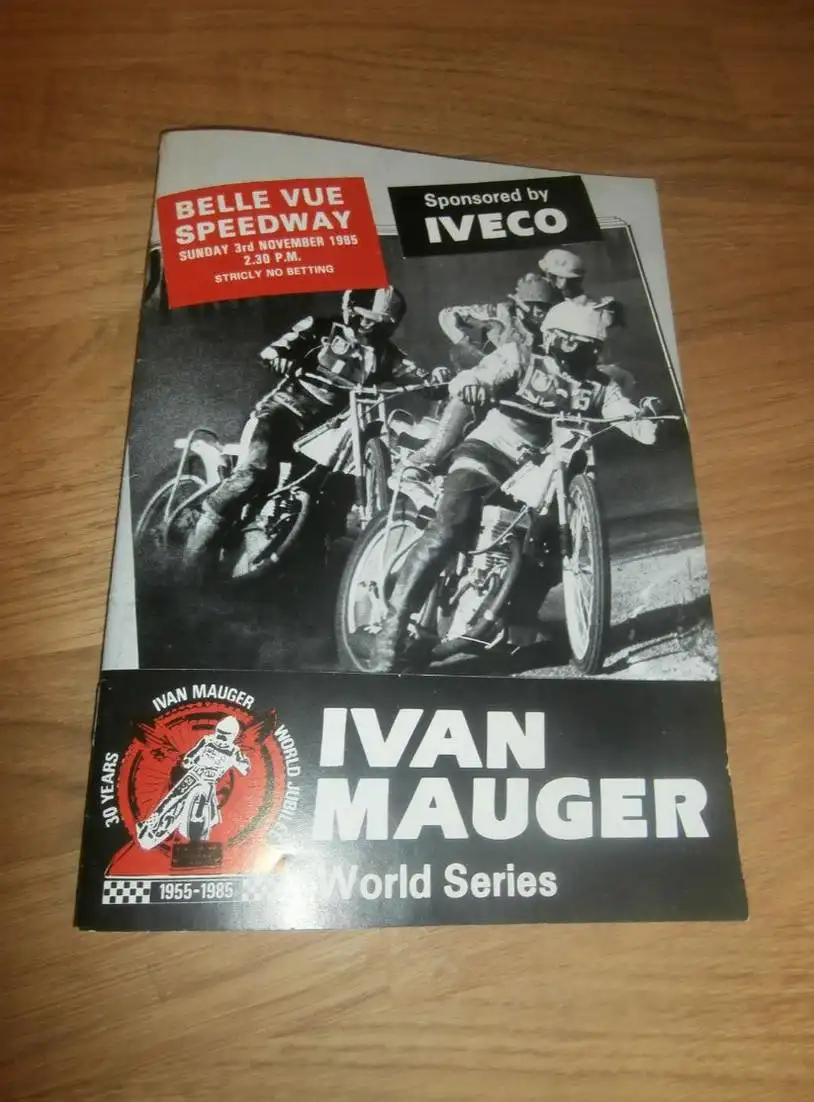 BELLE VUE
SPEEDWAY
SUNDAY 3rd NOVEMBER 1985
2.30 P.M.
STRICLY NO BETTING
Sponsored by
IVECO
6
30 YEARS
IVAN MAUGER
WORLD
1955-1985
IVAN
MAUGER
World Series